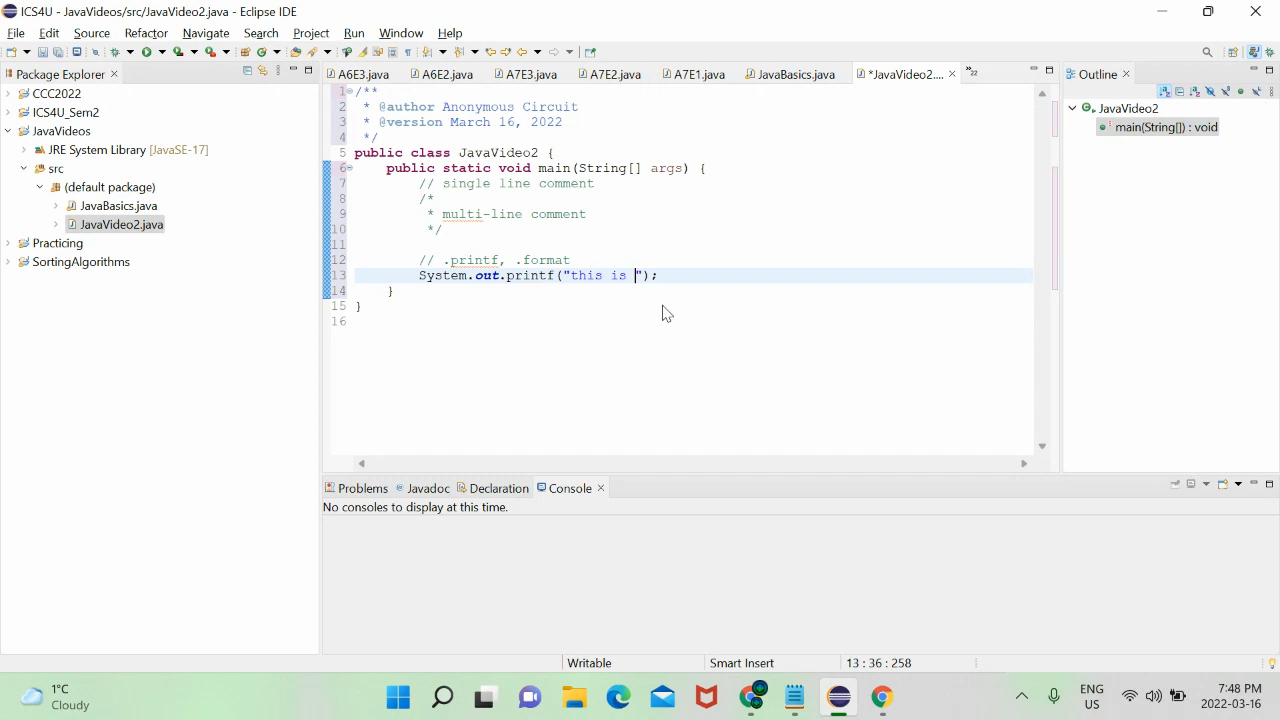 ICS4U - JavaVideos/src/JavaVideo2.java - Eclipse IDE
File Edit Source Refactor Navigate Search Project Run Window Help
Package Explorer
A6E3.java A6E2.java A7E3.java A7E2.java A7E1.java JavaBasics.java *JavaVideo2.... 22
Outline
CCC2022
ICS4U_Sem2
JavaVideos
JRE System Library [JavaSE-17]
src
(default package)
JavaBasics.java
JavaVideo2.java
Practicing
SortingAlgorithms
1 /**
2 * @author Anonymous Circuit
3 * @version March 16, 2022
4 */
5 public class JavaVideo2 {
6 public static void main(String[] args) {
7 // single line comment
8 /*
9 * multi-line comment
10 */
11
12 // .printf, .format
13 System.out.printf("this is ");
14 }
15 }
16
JavaVideo2
main(String[]) : void
Problems Javadoc Declaration Console
No consoles to display at this time.
Writable Smart Insert 13 : 36 : 258
1°C
Cloudy
ENG
US
7:48 PM
2022-03-16